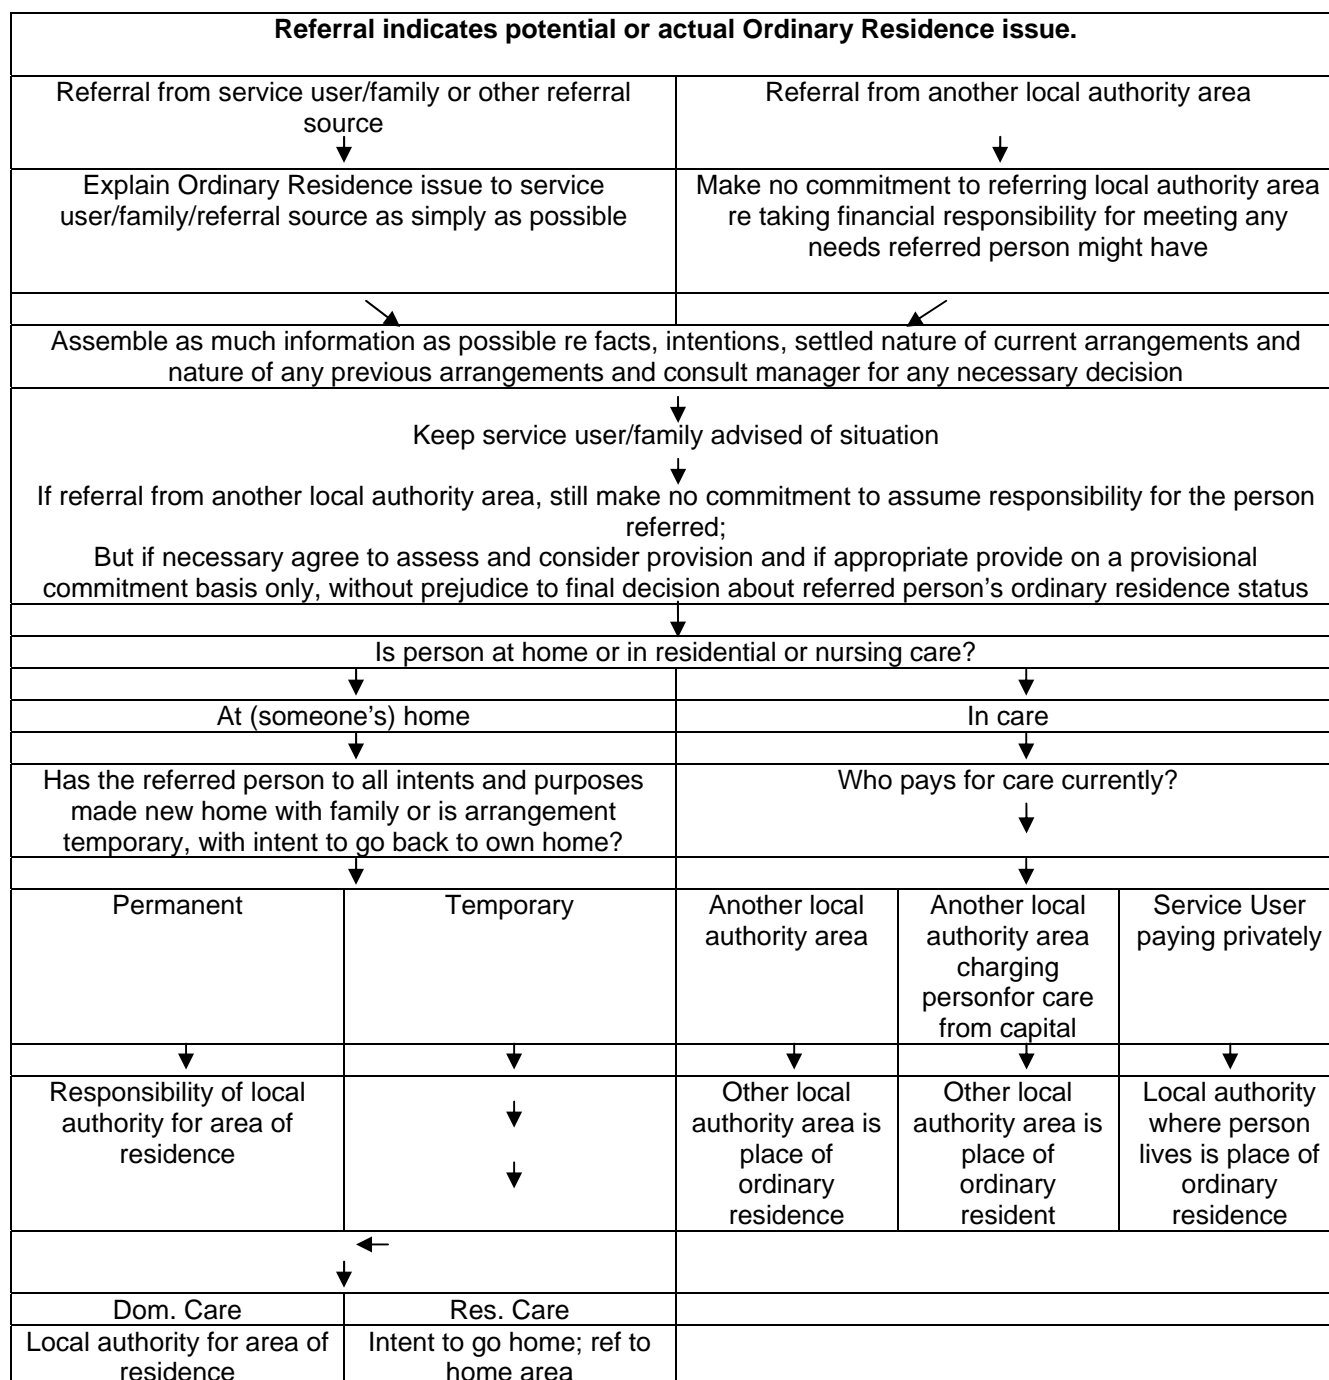 Referral indicates potential or actual Ordinary Residence issue.
Referral from service user/family or other referral
source
Referral from another local authority area
Explain Ordinary Residence issue to service
user/family/referral source as simply as possible
Make no commitment to referring local authority area
re taking financial responsibility for meeting any
needs referred person might have
Assemble as much information as possible re facts, intentions, settled nature of current arrangements and
nature of any previous arrangements and consult manager for any necessary decision
Keep service user/family advised of situation
If referral from another local authority area, still make no commitment to assume responsibility for the person
referred;
But if necessary agree to assess and consider provision and if appropriate provide on a provisional
commitment basis only, without prejudice to final decision about referred person’s ordinary residence status
Is person at home or in residential or nursing care?
At (someone’s) home
In care
Has the referred person to all intents and purposes
made new home with family or is arrangement
temporary, with intent to go back to own home?
Who pays for care currently?
Permanent
Temporary
Another local
authority area
Another local
authority area
charging
personfor care
from capital
Service User
paying privately
Responsibility of local
authority for area of
residence
Other local
authority area is
place of
ordinary
residence
Other local
authority area is
place of
ordinary
resident
Local authority
where person
lives is place of
ordinary
residence
Dom. Care
Res. Care
Local authority for area of
residence
Intent to go home; ref to
home area